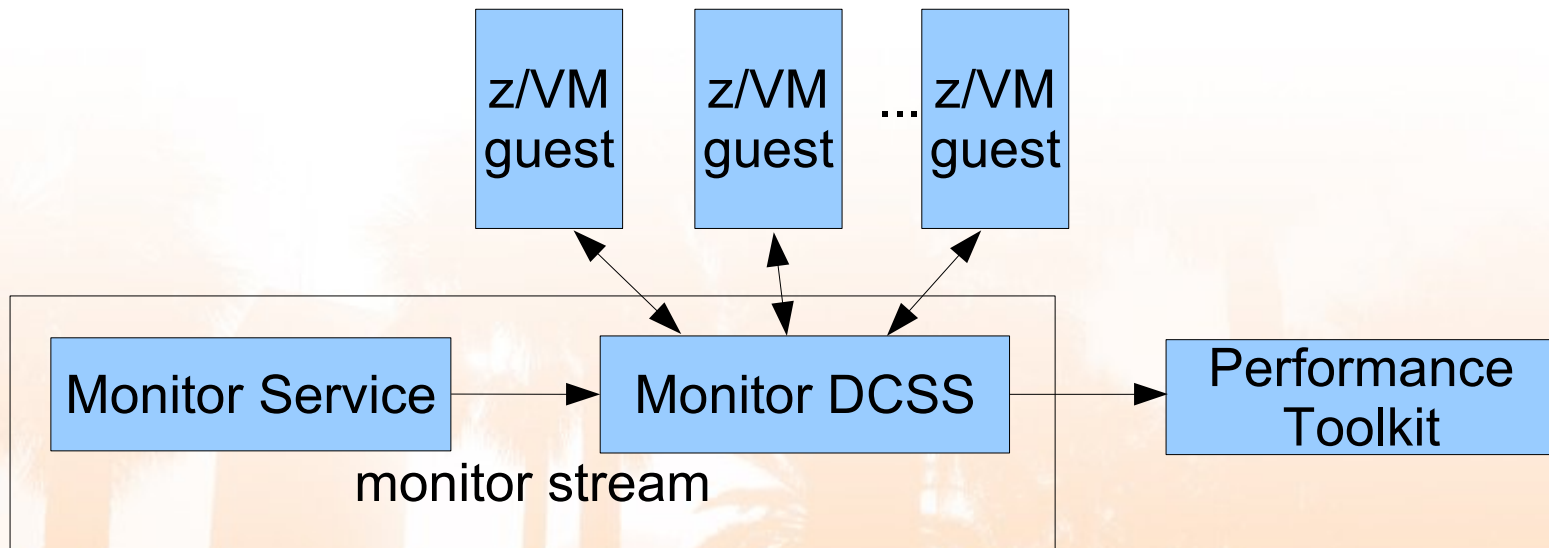 z/VM
guest
z/VM
guest
...
z/VM
guest
Monitor Service
Monitor DCSS
Performance
Toolkit
monitor stream